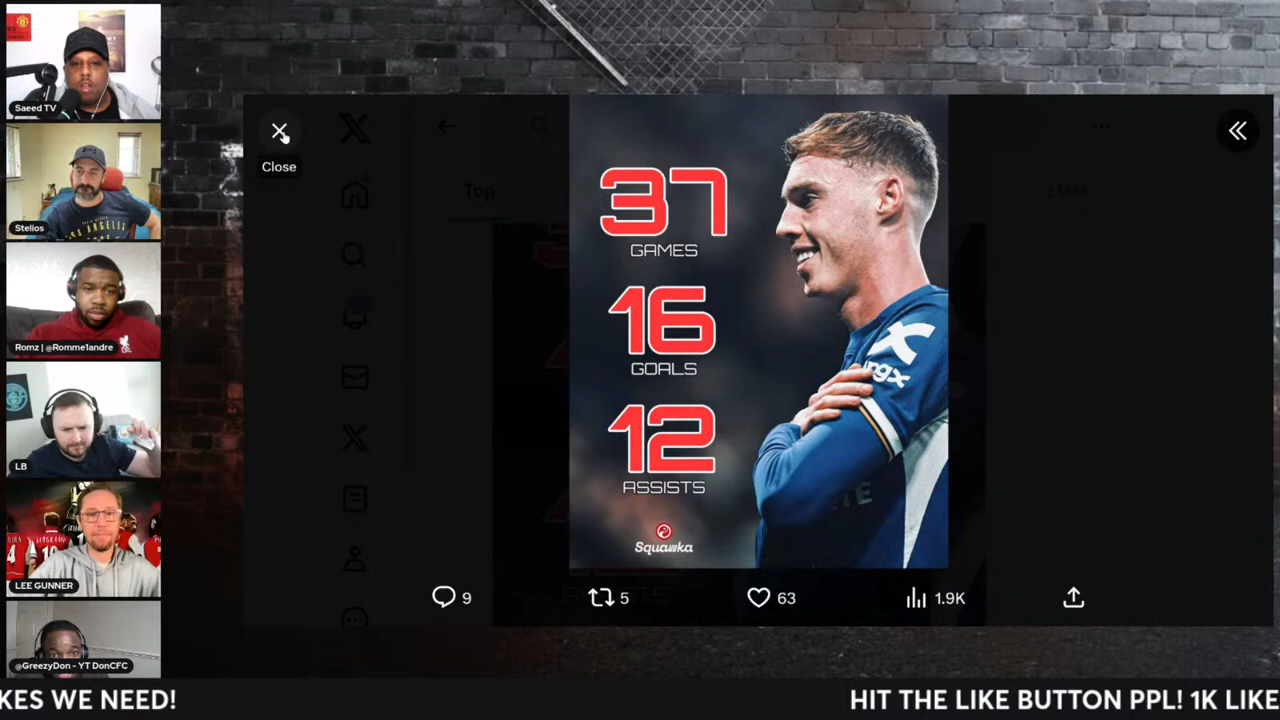 Saeed TV
Stelios
Romz | @Romme1andre
LB
LEE GUNNER
@GreezyDon - YT DonCFC
Close
Top
37
GAMES
16
GOALS
12
ASSISTS
Squawka
9
5
63
1.9K
KES WE NEED!
HIT THE LIKE BUTTON PPL! 1K LIKE